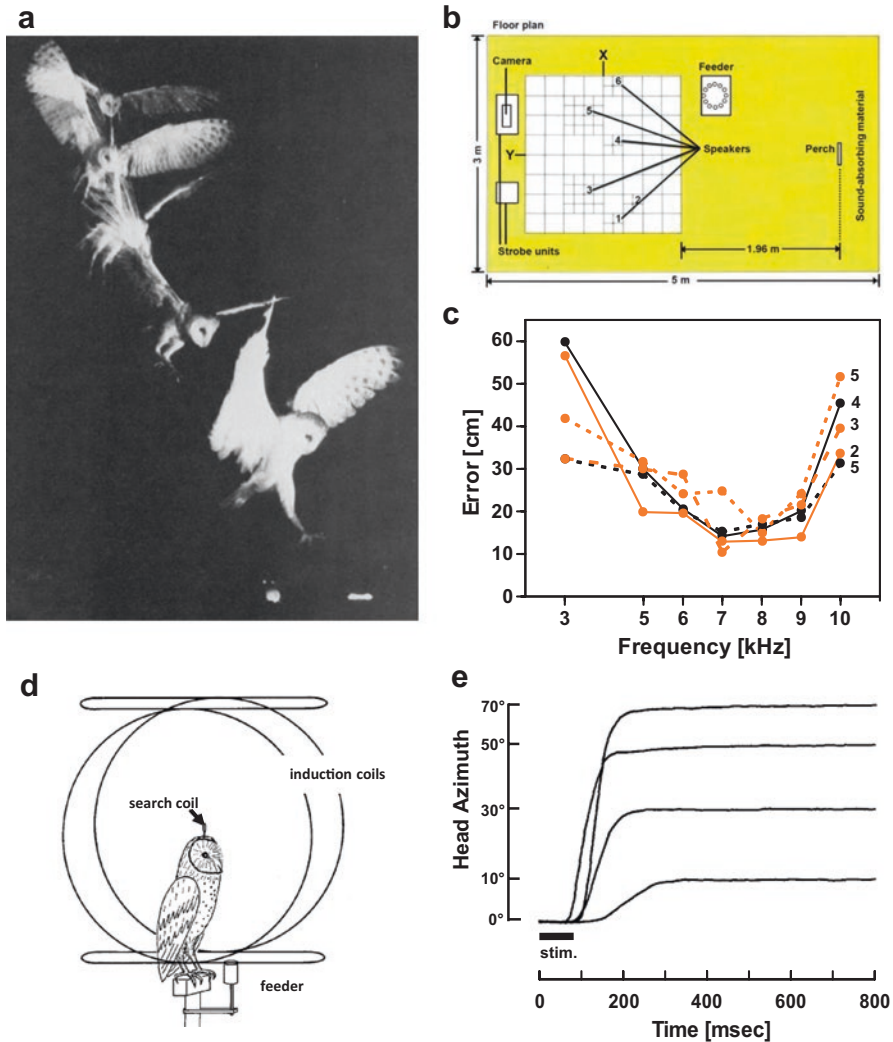 a
b
Floor plan
Camera
X
Feeder
6
5
4
Y
Speakers
Perch
3
2
1
Strobe units
3 m
1.96 m
5 m
Sound-absorbing material
c
60
50
40
30
20
10
0
Error [cm]
5
4
3
2
5
3 5 6 7 8 9 10
Frequency [kHz]
d
induction coils
search coil
feeder
e
70°
50°
30°
10°
0°
Head Azimuth
stim.
0 200 400 600 800
Time [msec]